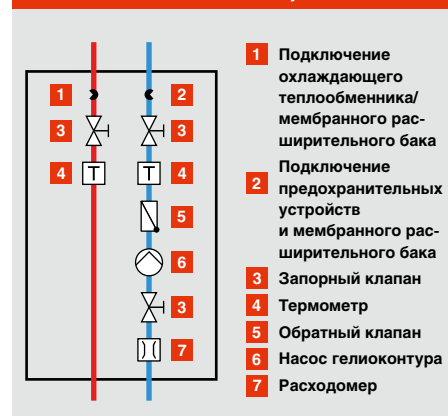 1 2
3 3
4 T T 4
5
6
3
7
1 Подключение
охлаждающего
теплообменника/
мембранного рас-
ширительного бака
Подключение
2 предохранительных
устройств
и мембранного рас-
ширительного бака
3 Запорный клапан
4 Термометр
5 Обратный клапан
6 Насос гелиоконтура
7 Расходомер